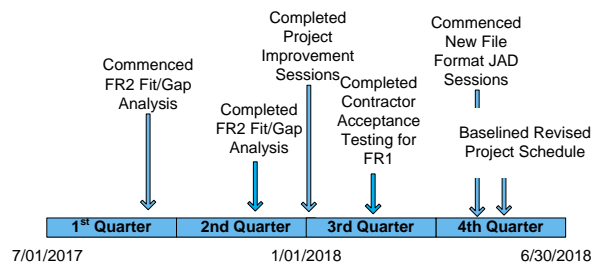 Completed
Project
Improvement
Sessions
Commenced
New File
Format JAD
Sessions
Commenced
FR2 Fit/Gap
Analysis
Completed
FR2 Fit/Gap
Analysis
Completed
Contractor
Acceptance
Testing for
FR1
Baselined Revised
Project Schedule
1st Quarter
2nd Quarter
3rd Quarter
4th Quarter
7/01/2017
1/01/2018
6/30/2018